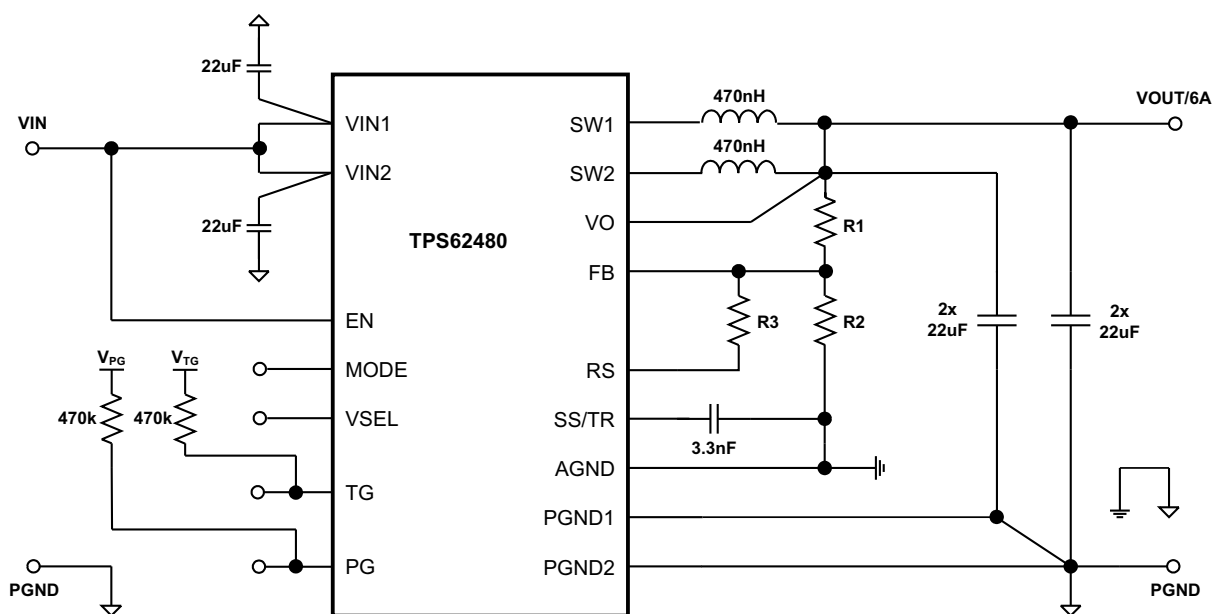 22uF
VIN
22uF
VIN1
VIN2
EN
MODE
VSEL
TG
PG
TPS62480
SW1
SW2
VO
FB
RS
SS/TR
AGND
PGND1
PGND2
470nH
470nH
VOUT/6A
R1
R3
R2
2x
22uF
2x
22uF
3.3nF
VPG
VTG
470k
470k
PGND
PGND